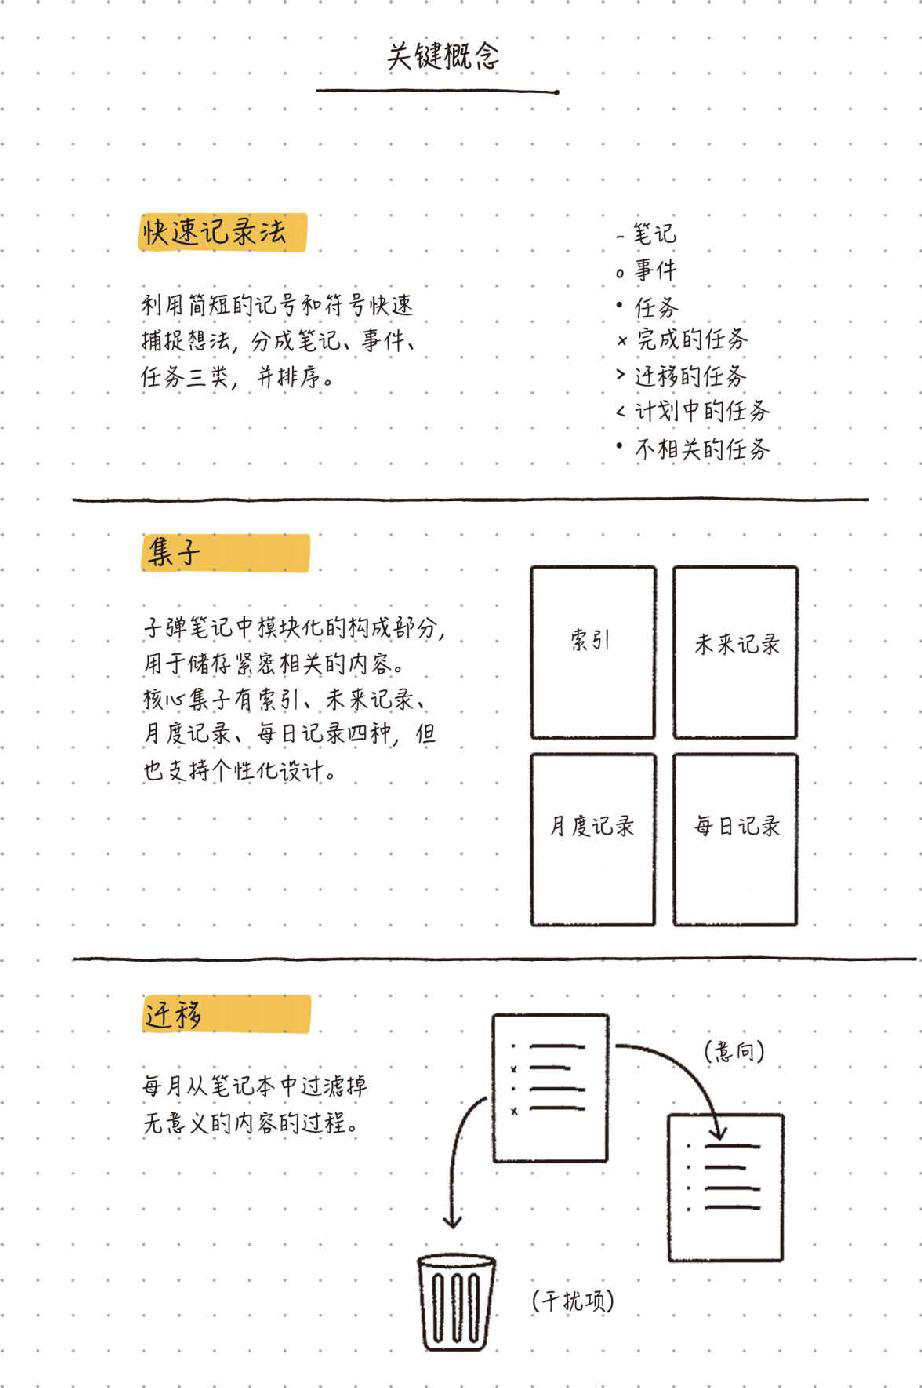 关键概念
快速记录法
利用简短的记号和符号快速
捕捉想法，分成笔记、事件、
任务三类，并排序。
- 笔记
o 事件
• 任务
× 完成的任务
> 迁移的任务
< 计划中的任务
• 不相关的任务
集子
子弹笔记中模块化的构成部分，
用于储存紧密相关的内容。
核心集子有索引、未来记录、
月度记录、每日记录四种，但
也支持个性化设计。
索引
未来记录
月度记录
每日记录
迁移
每月从笔记本中过滤掉
无意义的内容的过程。
(意向)
(干扰项)